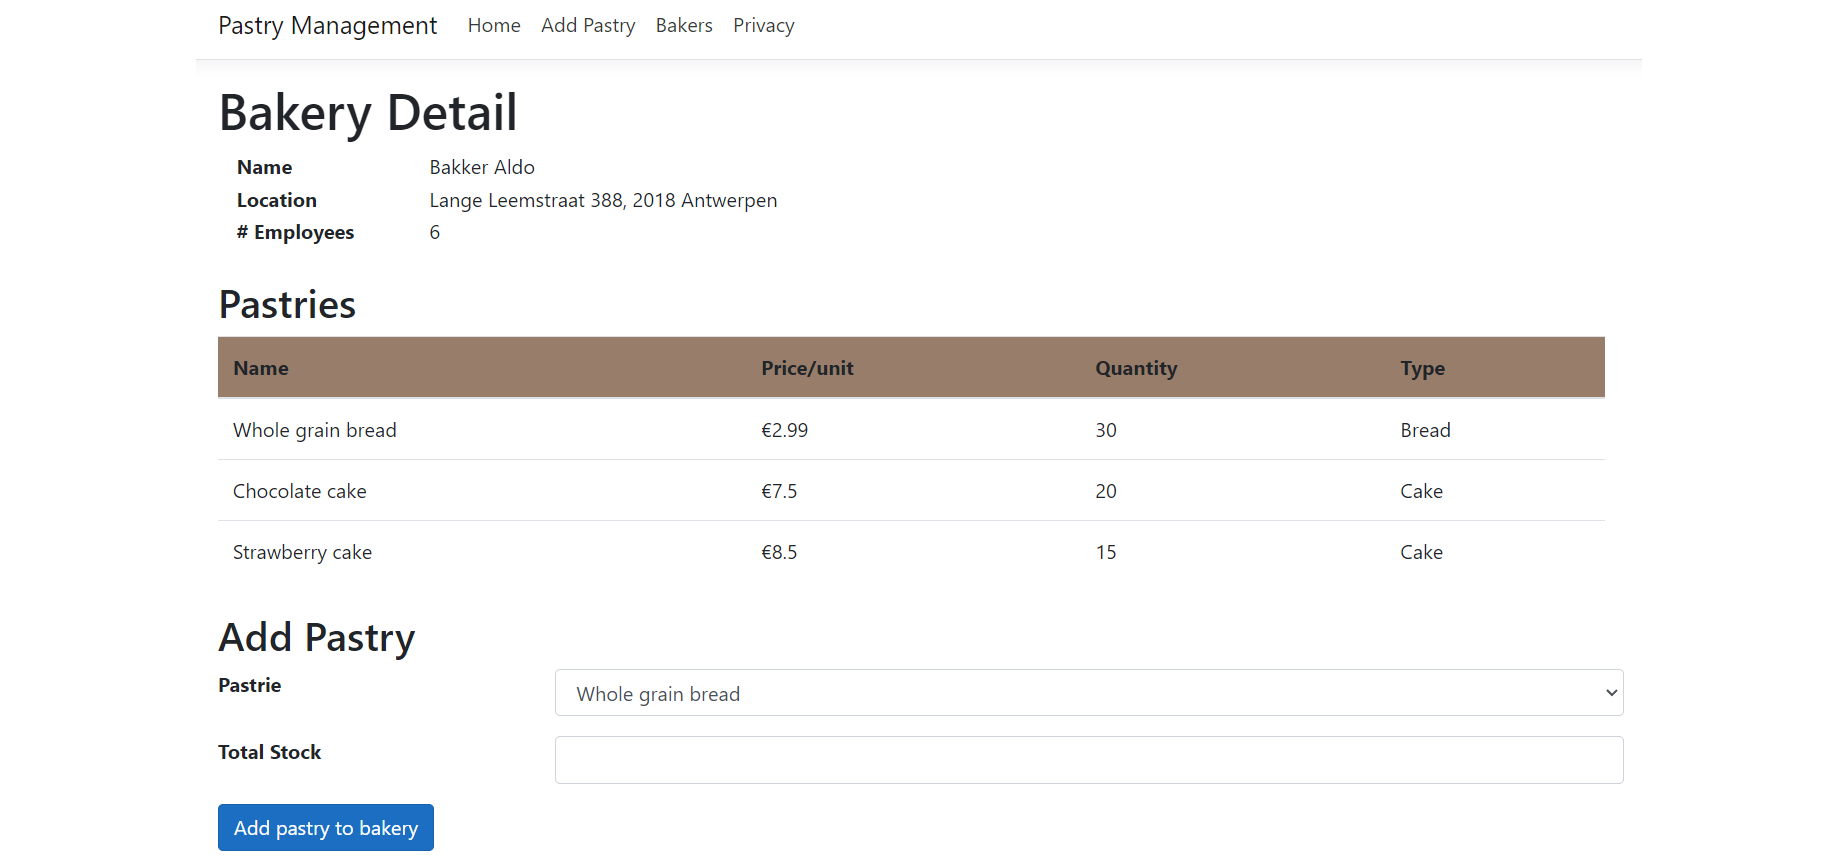 Pastry Management Home Add Pastry Bakers Privacy
Bakery Detail
Name Bakker Aldo
Location Lange Leemstraat 388, 2018 Antwerpen
# Employees 6
Pastries
Name Price/unit Quantity Type
Whole grain bread €2.99 30 Bread
Chocolate cake €7.5 20 Cake
Strawberry cake €8.5 15 Cake
Add Pastry
Pastrie Whole grain bread
Total Stock
Add pastry to bakery